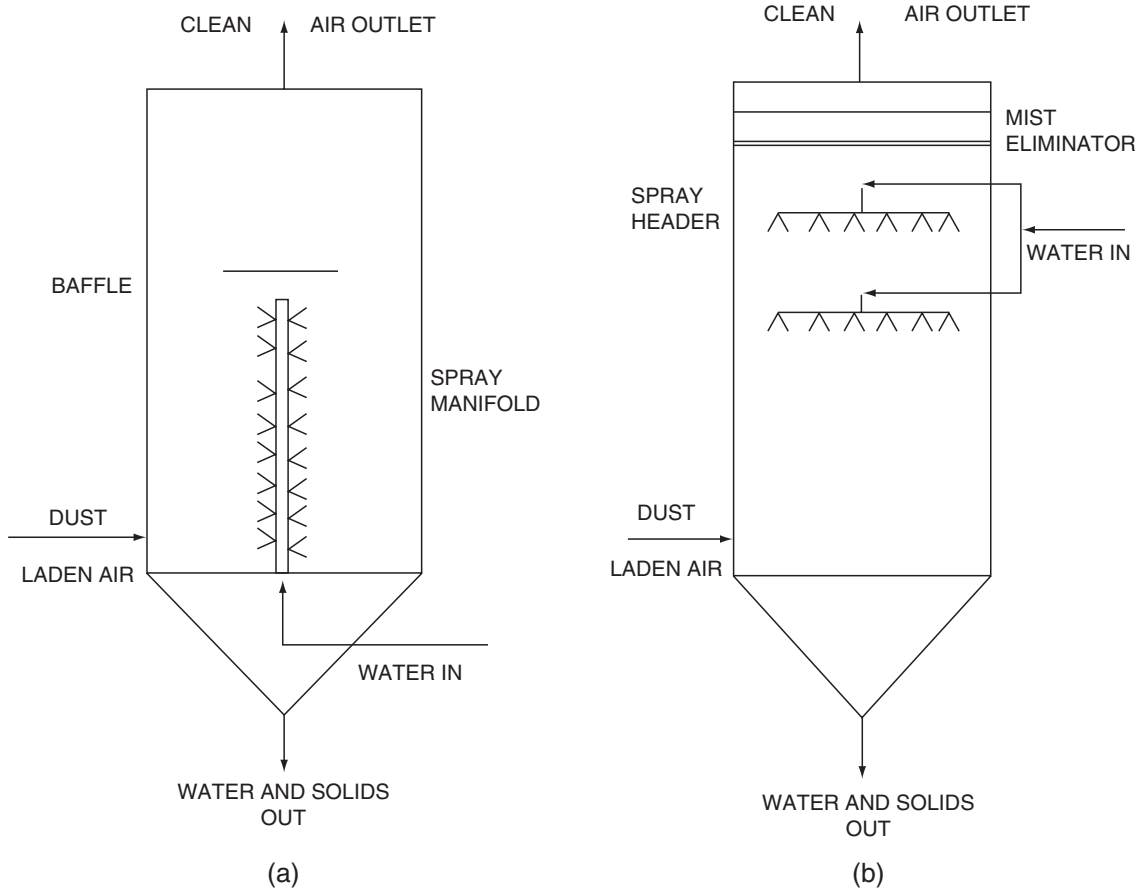 CLEAN AIR OUTLET
BAFFLE
SPRAY
MANIFOLD
DUST
LADEN AIR
WATER IN
WATER AND SOLIDS
OUT
(a)
CLEAN AIR OUTLET
MIST
ELIMINATOR
SPRAY
HEADER
WATER IN
DUST
LADEN AIR
WATER AND SOLIDS
OUT
(b)